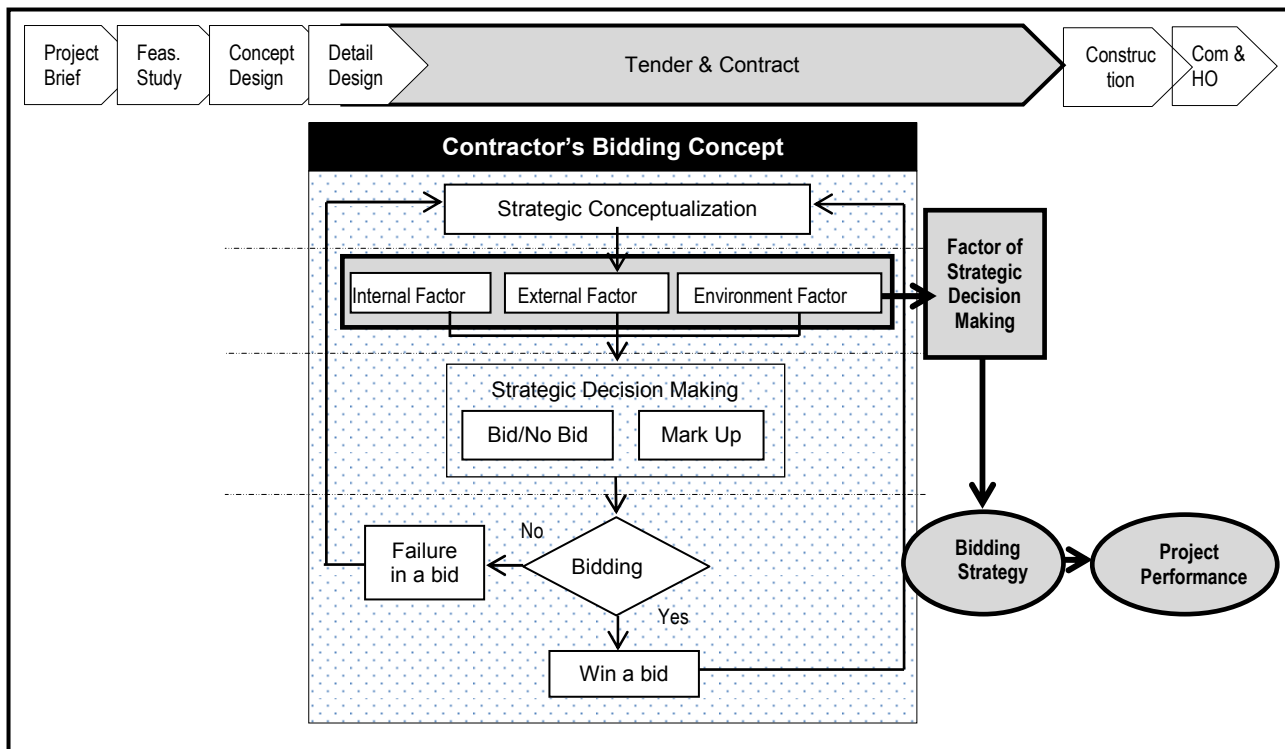 Project
Brief
Feas.
Study
Concept
Design
Detail
Design
Tender & Contract
Construc
tion
Com &
HO
Contractor’s Bidding Concept
Strategic Conceptualization
Internal Factor
External Factor
Environment Factor
Factor of
Strategic
Decision
Making
Strategic Decision Making
Bid/No Bid
Mark Up
No
Failure
in a bid
Bidding
Yes
Win a bid
Bidding
Strategy
Project
Performance